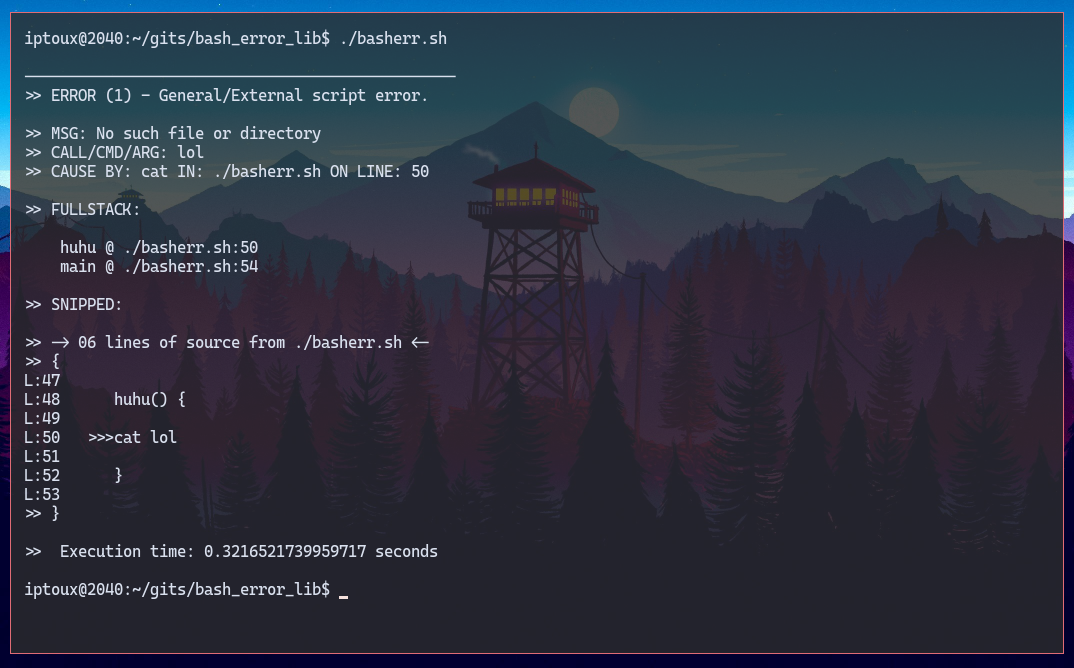 iptoux@2040:~/gits/bash_error_lib$ ./basherr.sh
________________________________________________
>> ERROR (1) - General/External script error.
>> MSG: No such file or directory
>> CALL/CMD/ARG: lol
>> CAUSE BY: cat IN: ./basherr.sh ON LINE: 50
>> FULLSTACK:
    huhu @ ./basherr.sh:50
    main @ ./basherr.sh:54
>> SNIPPED:
>> --> 06 lines of source from ./basherr.sh <--
>> {
L:47
L:48      huhu() {
L:49
L:50   >>>cat lol
L:51
L:52      }
L:53
>> }
>>  Execution time: 0.3216521739959717 seconds
iptoux@2040:~/gits/bash_error_lib$ _